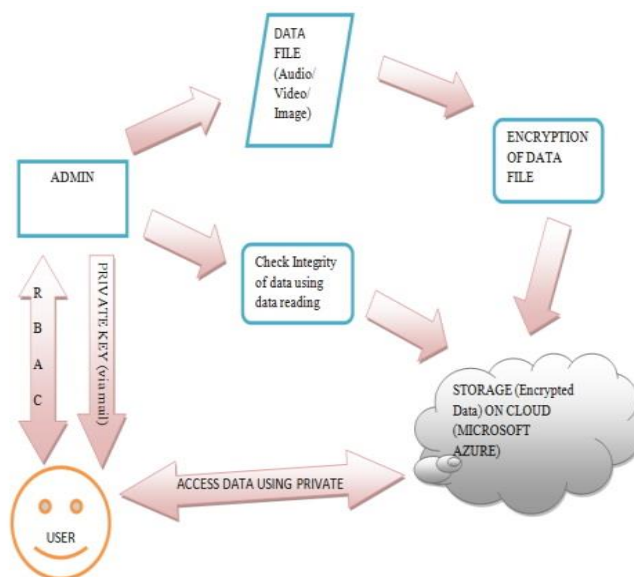 DATA
FILE
(Audio/
Video/
Image)
ENCRYPTION
OF DATA
FILE
ADMIN
Check Integrity
of data using
data reading
R
B
A
C
PRIVATE KEY (via mail)
STORAGE (Encrypted
Data) ON CLOUD
(MICROSOFT
AZURE)
ACCESS DATA USING PRIVATE
USER